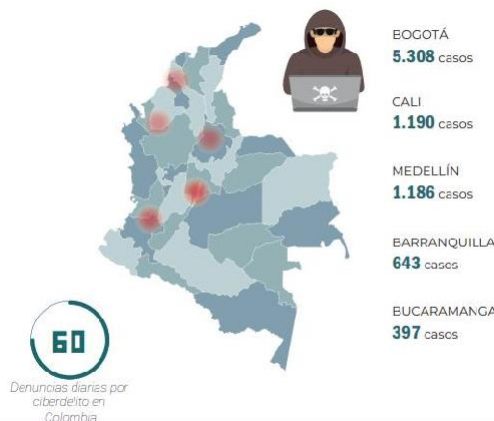 BOGOTÁ
5.308 casos
CALI
1.190 casos
MEDELLÍN
1.186 casos
BARRANQUILLA
643 casos
BUCARAMANGA
397 casos
60
Denuncias diarias por
ciberdelito en
Colombia